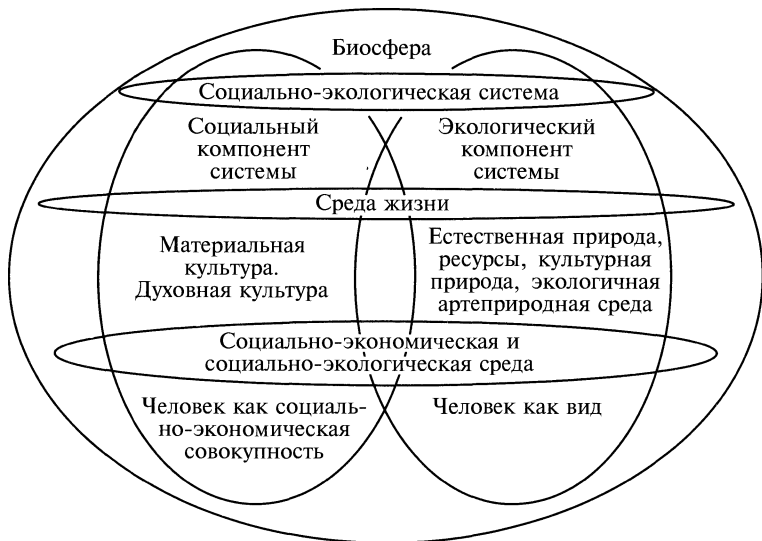 Биосфера
Социально-экологическая система
Социальный
компонент
системы
Экологический
компонент
системы
Среда жизни
Материальная
культура.
Духовная культура
Естественная природа,
ресурсы, культурная
природа, экологичная
артеприродная среда
Социально-экономическая и
социально-экологическая среда
Человек как социаль-
но-экономическая
совокупность
Человек как вид